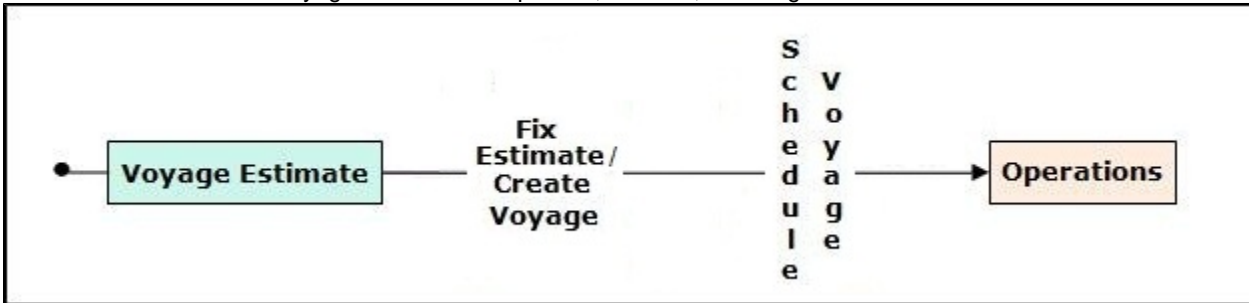 Voyage Estimate
Fix
Estimate/
Create
Voyage
Schedule
Voyage
Operations